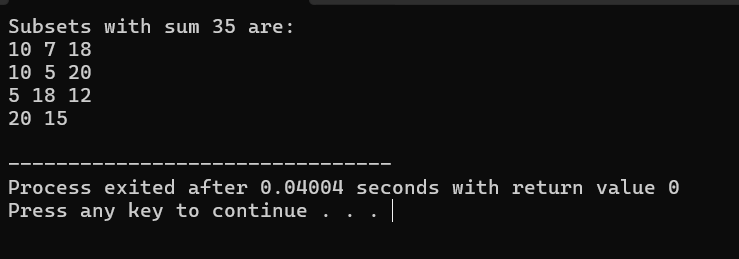 Subsets with sum 35 are:
10 7 18
10 5 20
5 18 12
20 15
--------------------------------
Process exited after 0.04004 seconds with return value 0
Press any key to continue . . .